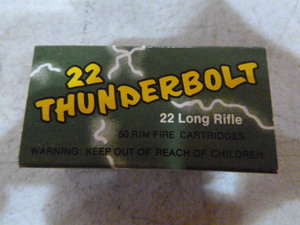 22
THUNDERBOLT
22 Long Rifle
50 RIM FIRE CARTRIDGES
WARNING: KEEP OUT OF REACH OF CHILDREN